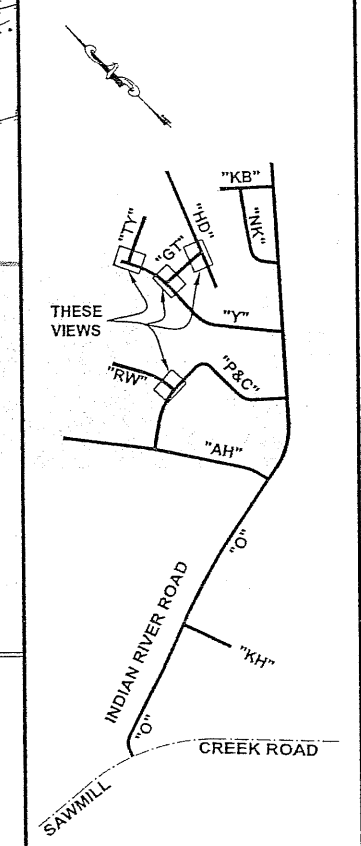 "KB"
"TY"
"HD"
"NK"
"GT"
THESE
VIEWS
"Y"
"RW"
"P&C"
"AH"
"O"
INDIAN RIVER ROAD
"KH"
"O"
CREEK ROAD
SAWMILL